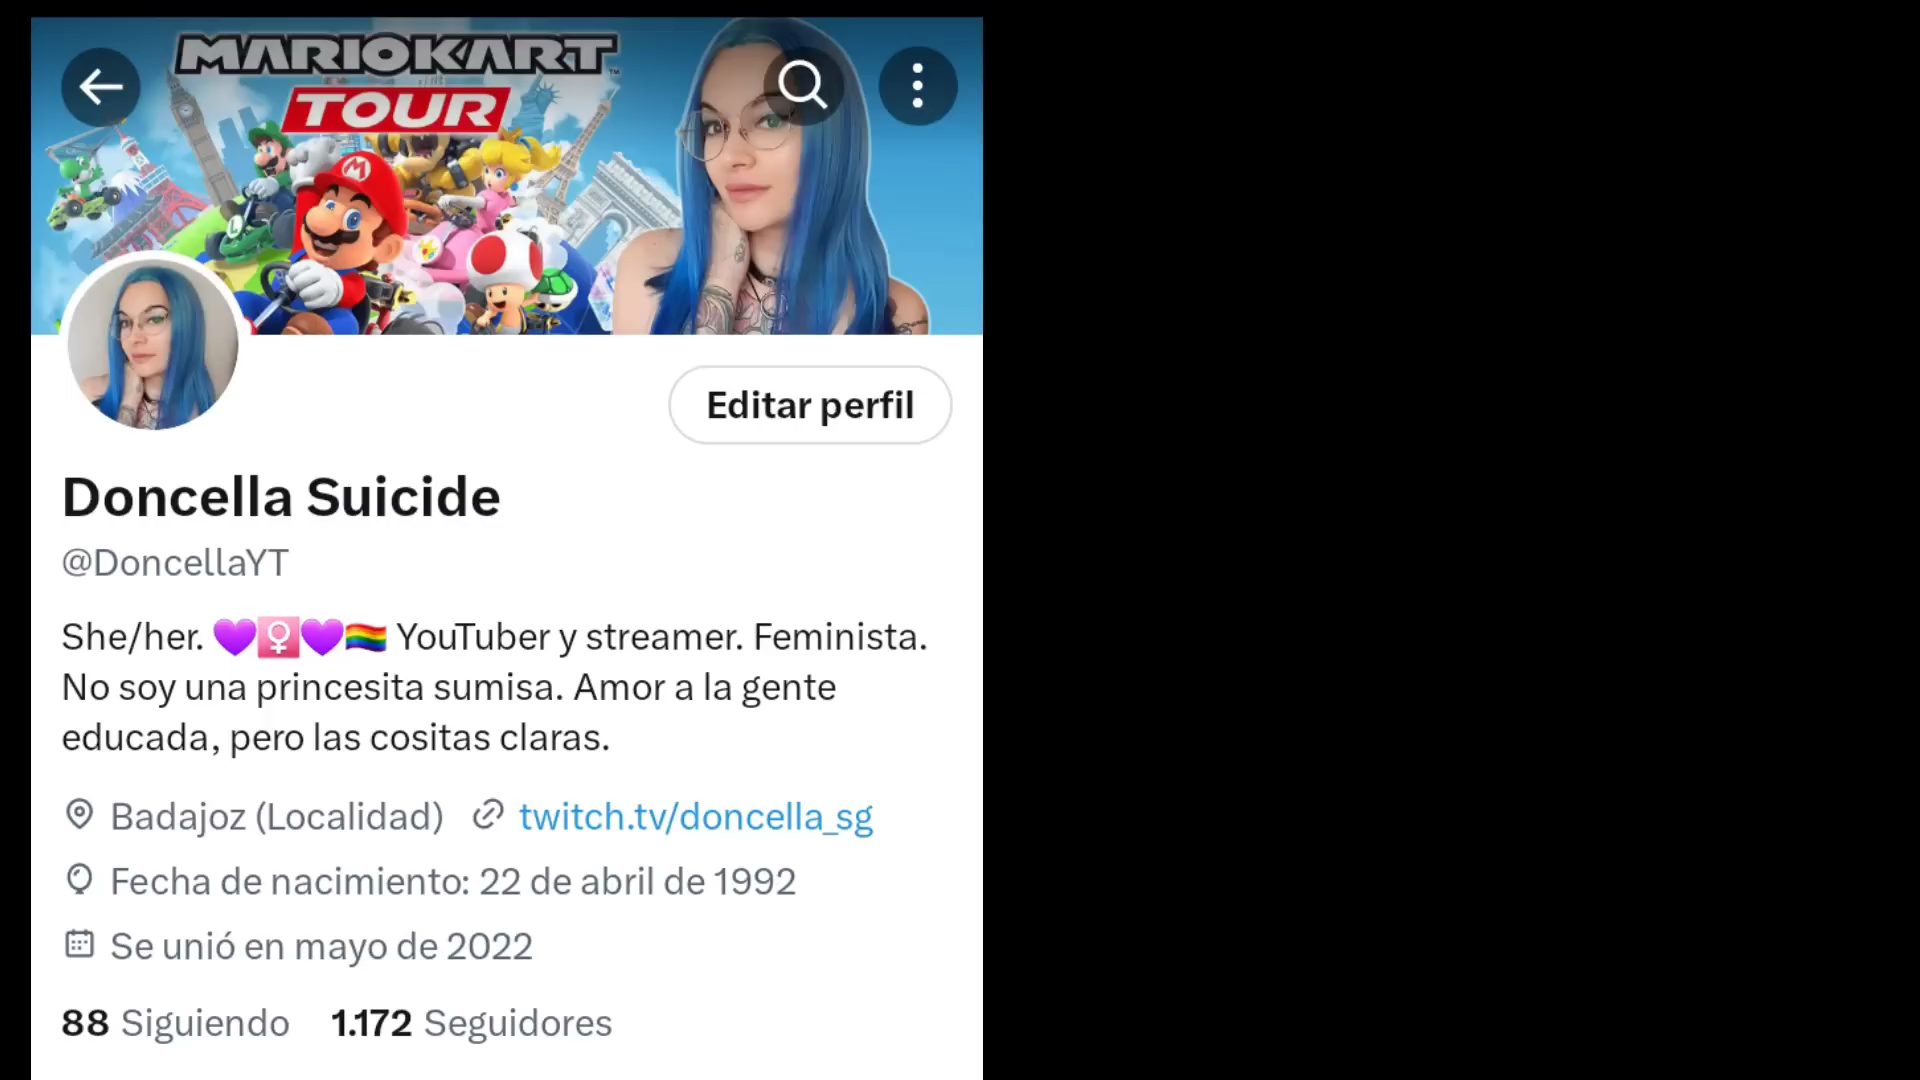 MARIOKART
TOUR
Editar perfil
Doncella Suicide
@DoncellaYT
She/her. 💜🚺💜🏳️‍🌈 YouTuber y streamer. Feminista.
No soy una princesita sumisa. Amor a la gente
educada, pero las cositas claras.
Badajoz (Localidad) twitch.tv/doncella_sg
Fecha de nacimiento: 22 de abril de 1992
Se unió en mayo de 2022
88 Siguiendo 1.172 Seguidores